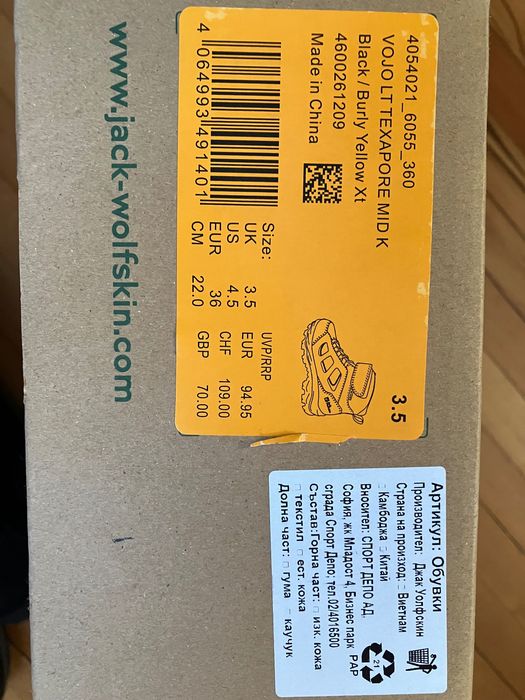 www.jack-wolfskin.com
4054021_6055_360
VOJO LT TEXAPORE MID K
Black / Burly Yellow Xt
4600261209
Made in China
3.5
4 064993 491401
Size:
UK 3.5
US 4.5
EUR 36
CM 22.0
UVP/RRP
EUR 94.95
CHF 109.00
GBP 70.00
Артикул: Обувки
Производител: Джак Уолфскин
Страна на произход: Виетнам
Камбоджа Китай
Вносител: СПОРТ ДЕПО АД,
София, жк Младост 4, Бизнес парк
сграда Спорт Депо; тел.02/4016500
Състав:Горна част: изк. кожа
текстил ест. кожа
Долна част: гума каучук
21
PAP